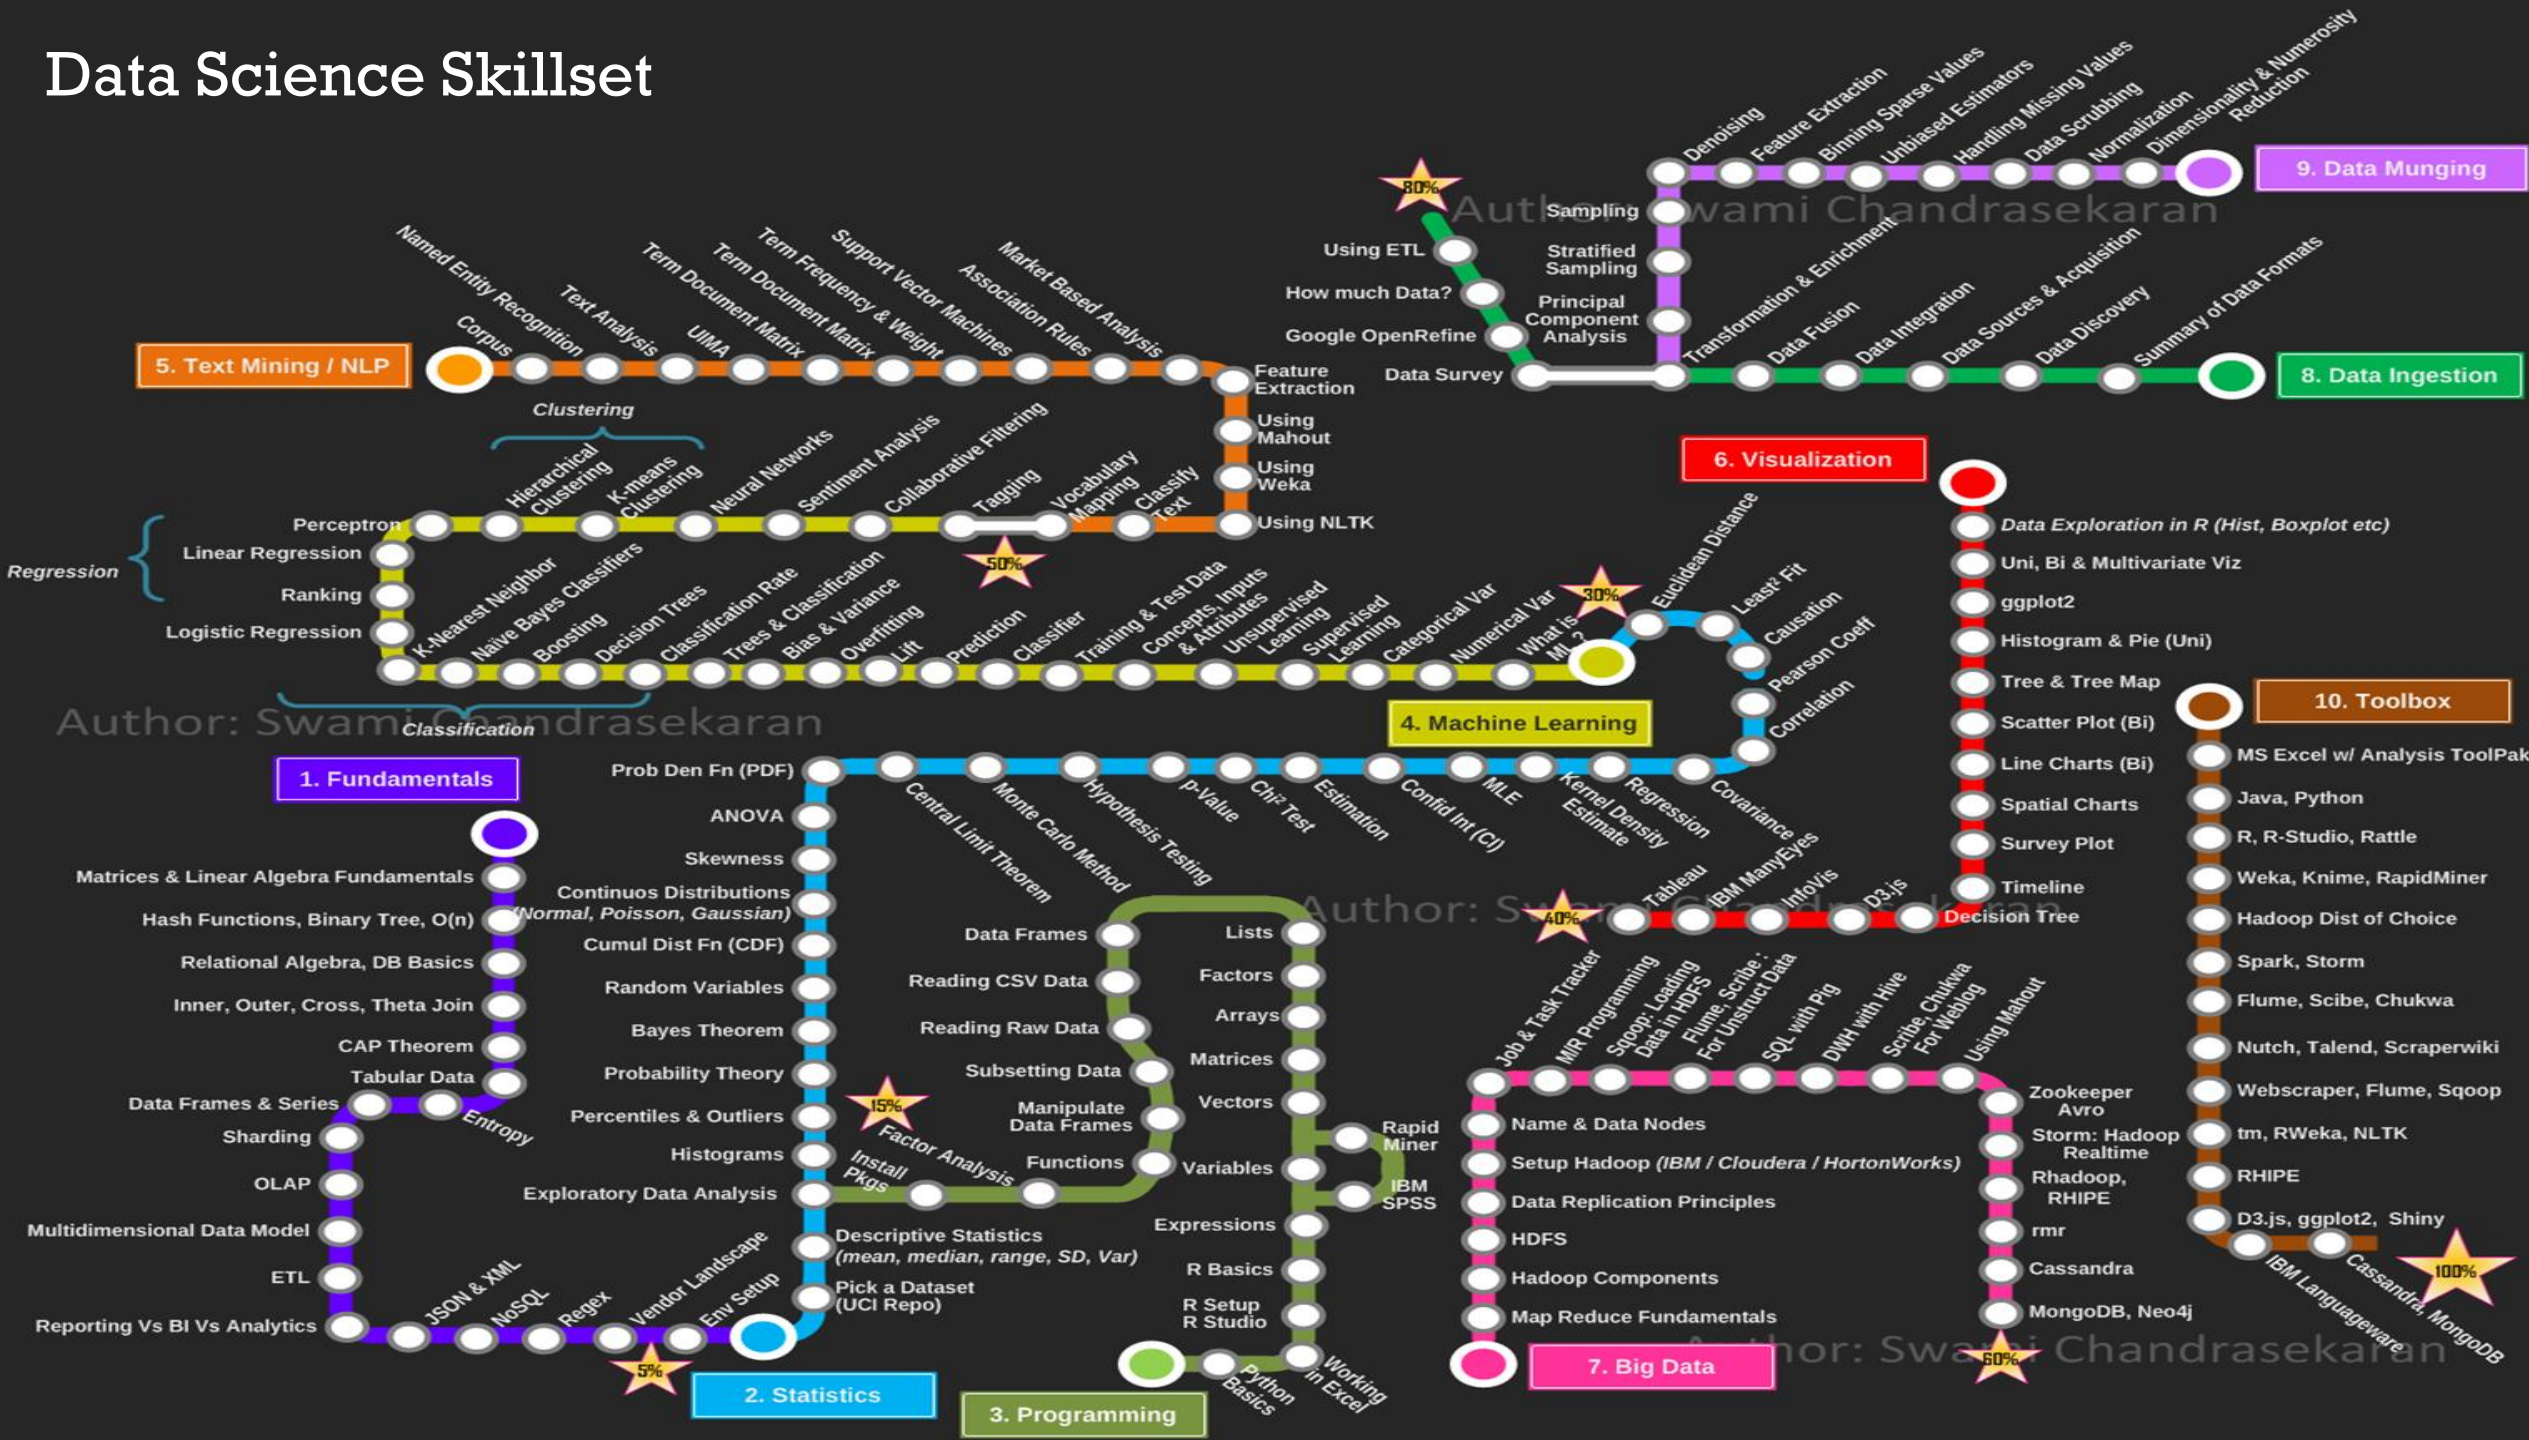 Data Science Skillset
Author: Swami Chandrasekaran
9. Data Munging
Denoising
Feature Extraction
Binning Sparse Values
Unbiased Estimators
Handling Missing Values
Data Scrubbing
Normalization
Dimensionality & Numerosity
Reduction
Sampling
Stratified
Sampling
Principal
Component
Analysis
80%
Using ETL
How much Data?
Google OpenRefine
Data Survey
Transformation & Enrichment
Data Fusion
Data Integration
Data Sources & Acquisition
Data Discovery
Summary of Data Formats
8. Data Ingestion
5. Text Mining / NLP
Corpus
Named Entity Recognition
Text Analysis
UIMA
Term Document Matrix
Term Document Matrix
Term Frequency & Weight
Support Vector Machines
Association Rules
Market Based Analysis
Feature
Extraction
Using
Mahout
Using
Weka
Using NLTK
Classify
Text
Vocabulary
Mapping
50%
Tagging
Collaborative Filtering
Sentiment Analysis
Neural Networks
Clustering
K-means
Clustering
Hierarchical
Clustering
Perceptron
Regression
Linear Regression
Ranking
Logistic Regression
K-Nearest Neighbor
Naive Bayes Classifiers
Boosting
Decision Trees
Classification Rate
Trees & Classification
Bias & Variance
Overfitting
Lift
Prediction
Classifier
Training & Test Data
Concepts, Inputs
& Attributes
Unsupervised
Learning
Supervised
Learning
Categorical Var
Numerical Var
What is
ML?
30%
Classification
Author: Swami Chandrasekaran
4. Machine Learning
Euclidean Distance
Least² Fit
Causation
Pearson Coeff
Correlation
Covariance
Regression
Kernel Density
Estimate
MLE
Confid Int (CI)
Estimation
Chi² Test
p-Value
Hypothesis Testing
Monte Carlo Method
Central Limit Theorem
Prob Den Fn (PDF)
ANOVA
Skewness
Continuos Distributions
(Normal, Poisson, Gaussian)
Cumul Dist Fn (CDF)
Random Variables
Bayes Theorem
Probability Theory
Percentiles & Outliers
Histograms
Exploratory Data Analysis
Descriptive Statistics
(mean, median, range, SD, Var)
Pick a Dataset
(UCI Repo)
2. Statistics
1. Fundamentals
Matrices & Linear Algebra Fundamentals
Hash Functions, Binary Tree, O(n)
Relational Algebra, DB Basics
Inner, Outer, Cross, Theta Join
CAP Theorem
Tabular Data
Entropy
Data Frames & Series
Sharding
OLAP
Multidimensional Data Model
ETL
Reporting Vs BI Vs Analytics
JSON & XML
NoSQL
Regex
Vendor Landscape
Env Setup
5%
15%
Install
Pkgs
Factor Analysis
Functions
Manipulate
Data Frames
Subsetting Data
Reading Raw Data
Reading CSV Data
Data Frames
Lists
Factors
Arrays
Matrices
Vectors
Variables
Rapid
Miner
IBM
SPSS
Expressions
R Basics
R Setup
R Studio
Working
in Excel
Python
Basics
3. Programming
6. Visualization
Data Exploration in R (Hist, Boxplot etc)
Uni, Bi & Multivariate Viz
ggplot2
Histogram & Pie (Uni)
Tree & Tree Map
Scatter Plot (Bi)
Line Charts (Bi)
Spatial Charts
Survey Plot
Timeline
Decision Tree
D3.js
InfoVis
IBM ManyEyes
Tableau
40%
Author: Swami Chandrasekaran
Job & Task Tracker
M/R Programming
Sqoop: Loading
Data in HDFS
Flume, Scribe :
For Unstruct Data
SQL with Pig
DWH with Hive
Scribe, Chukwa
For Weblog
Using Mahout
Zookeeper
Avro
Storm: Hadoop
Realtime
Rhadoop,
RHIPE
rmr
Cassandra
MongoDB, Neo4j
60%
Name & Data Nodes
Setup Hadoop (IBM / Cloudera / HortonWorks)
Data Replication Principles
HDFS
Hadoop Components
Map Reduce Fundamentals
7. Big Data
Author: Swami Chandrasekaran
10. Toolbox
MS Excel w/ Analysis ToolPak
Java, Python
R, R-Studio, Rattle
Weka, Knime, RapidMiner
Hadoop Dist of Choice
Spark, Storm
Flume, Scibe, Chukwa
Nutch, Talend, Scraperwiki
Webscraper, Flume, Sqoop
tm, RWeka, NLTK
RHIPE
D3.js, ggplot2, Shiny
IBM Languageware
Cassandra, MongoDB
100%